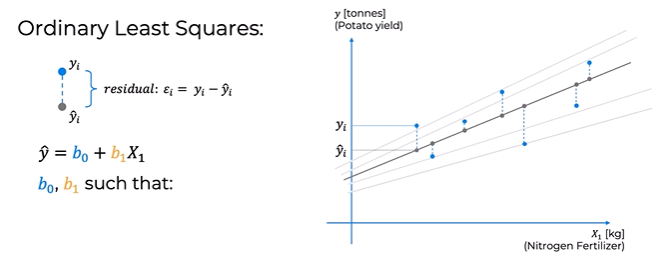 Ordinary Least Squares:
yᵢ
residual: εᵢ = yᵢ − ŷᵢ
ŷᵢ
ŷ = b₀ + b₁X₁
b₀, b₁ such that:
y [tonnes]
(Potato yield)
yᵢ
ŷᵢ
X₁ [kg]
(Nitrogen Fertilizer)